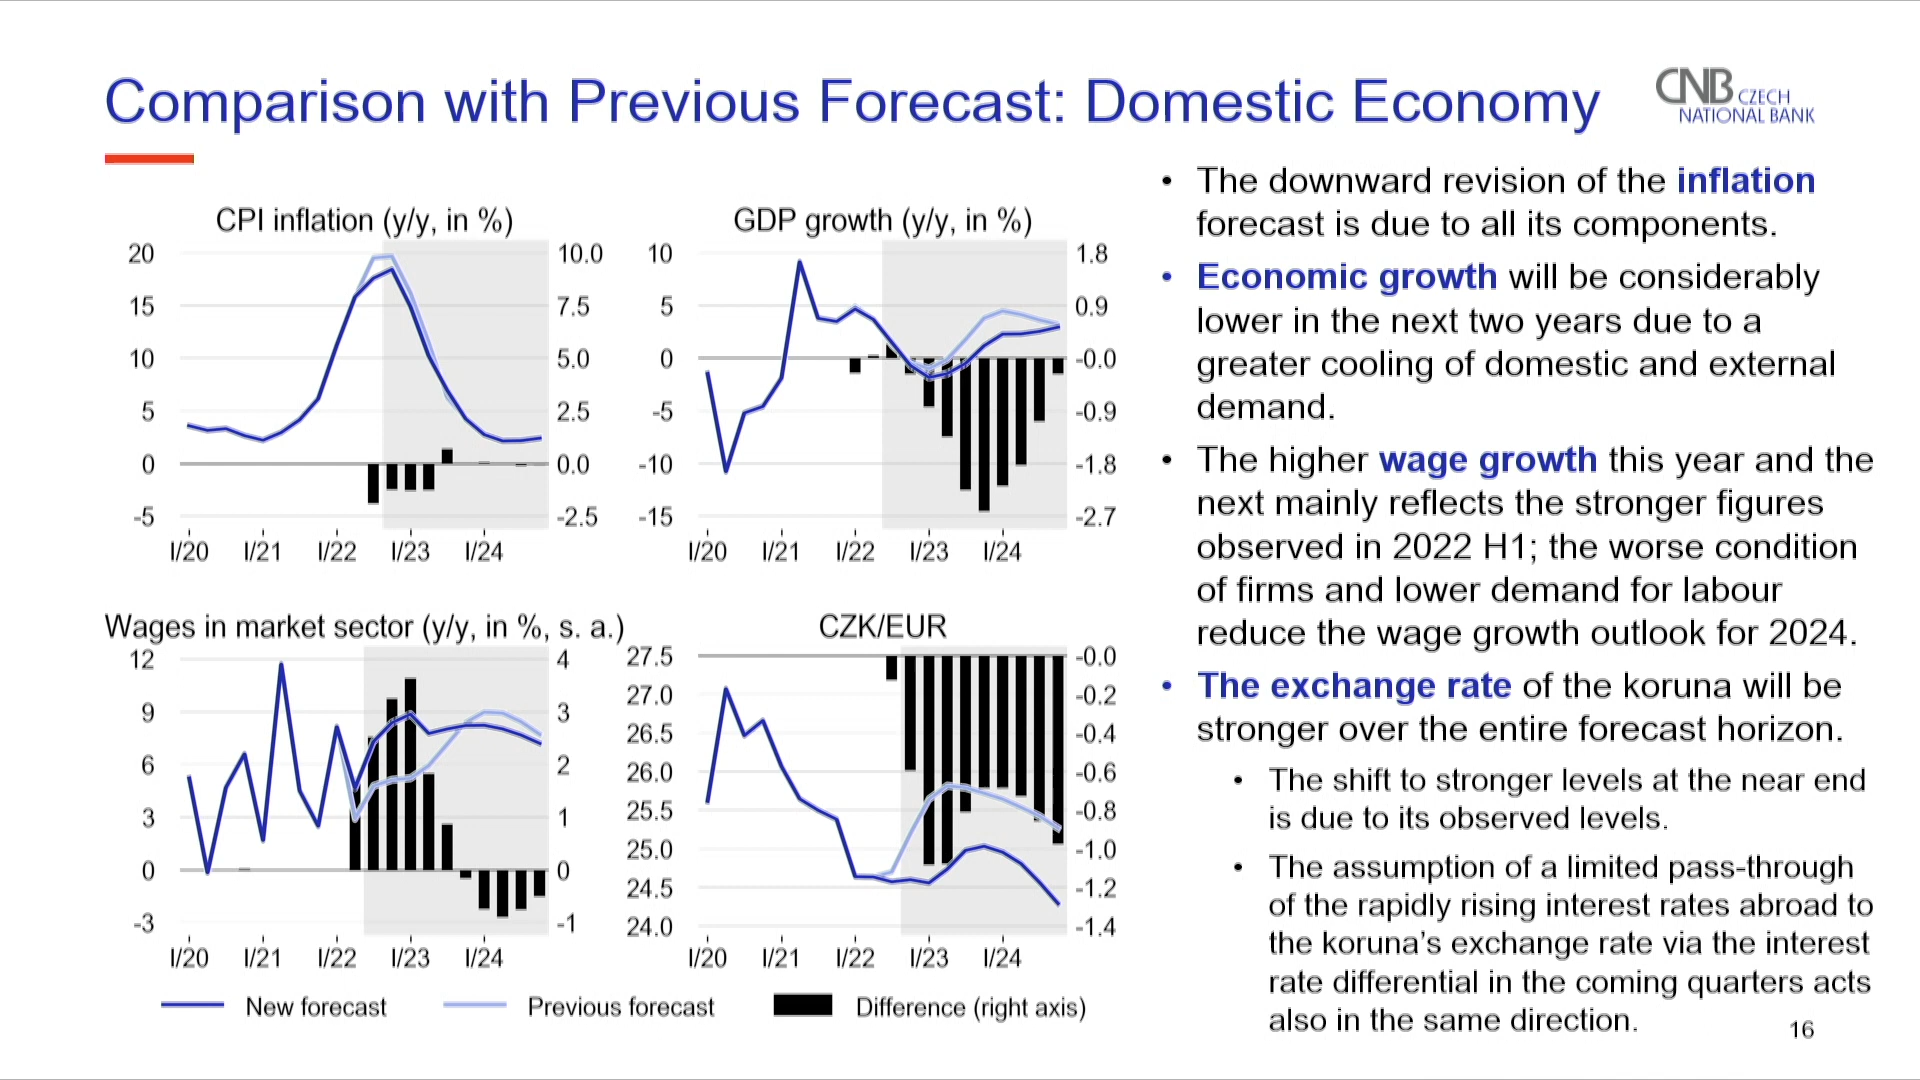 Comparison with Previous Forecast: Domestic Economy
CNB CZECH
NATIONAL BANK
CPI inflation (y/y, in %)
20
15
10
5
0
-5
10.0
7.5
5.0
2.5
0.0
-2.5
I/20 I/21 I/22 I/23 I/24
GDP growth (y/y, in %)
10
5
0
-5
-10
-15
1.8
0.9
-0.0
-0.9
-1.8
-2.7
I/20 I/21 I/22 I/23 I/24
Wages in market sector (y/y, in %, s. a.)
12
9
6
3
0
-3
4
3
2
1
0
-1
I/20 I/21 I/22 I/23 I/24
CZK/EUR
27.5
27.0
26.5
26.0
25.5
25.0
24.5
24.0
-0.0
-0.2
-0.4
-0.6
-0.8
-1.0
-1.2
-1.4
I/20 I/21 I/22 I/23 I/24
New forecast Previous forecast Difference (right axis)
• The downward revision of the inflation
forecast is due to all its components.
• Economic growth will be considerably
lower in the next two years due to a
greater cooling of domestic and external
demand.
• The higher wage growth this year and the
next mainly reflects the stronger figures
observed in 2022 H1; the worse condition
of firms and lower demand for labour
reduce the wage growth outlook for 2024.
• The exchange rate of the koruna will be
stronger over the entire forecast horizon.
• The shift to stronger levels at the near end
is due to its observed levels.
• The assumption of a limited pass-through
of the rapidly rising interest rates abroad to
the koruna's exchange rate via the interest
rate differential in the coming quarters acts
also in the same direction.
16